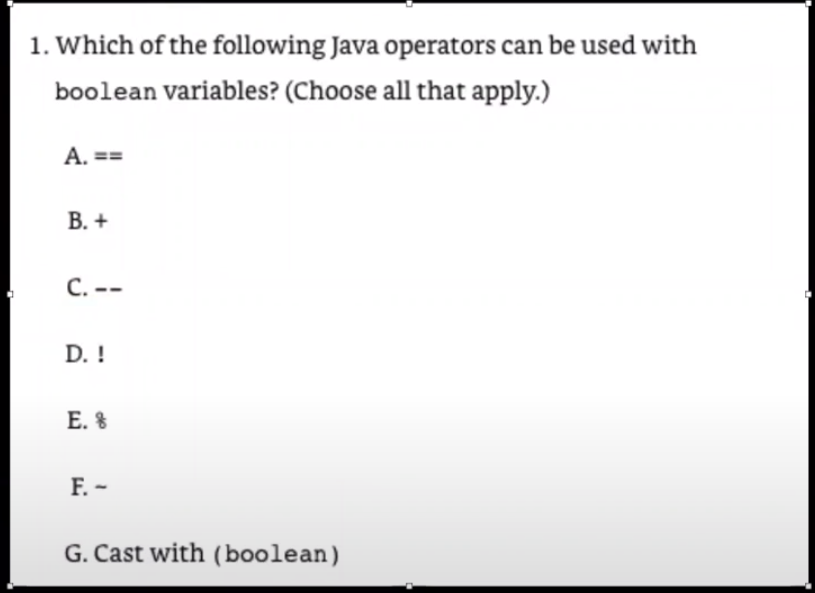 1. Which of the following Java operators can be used with
boolean variables? (Choose all that apply.)
A. ==
B. +
C. --
D. !
E. %
F. ~
G. Cast with (boolean)